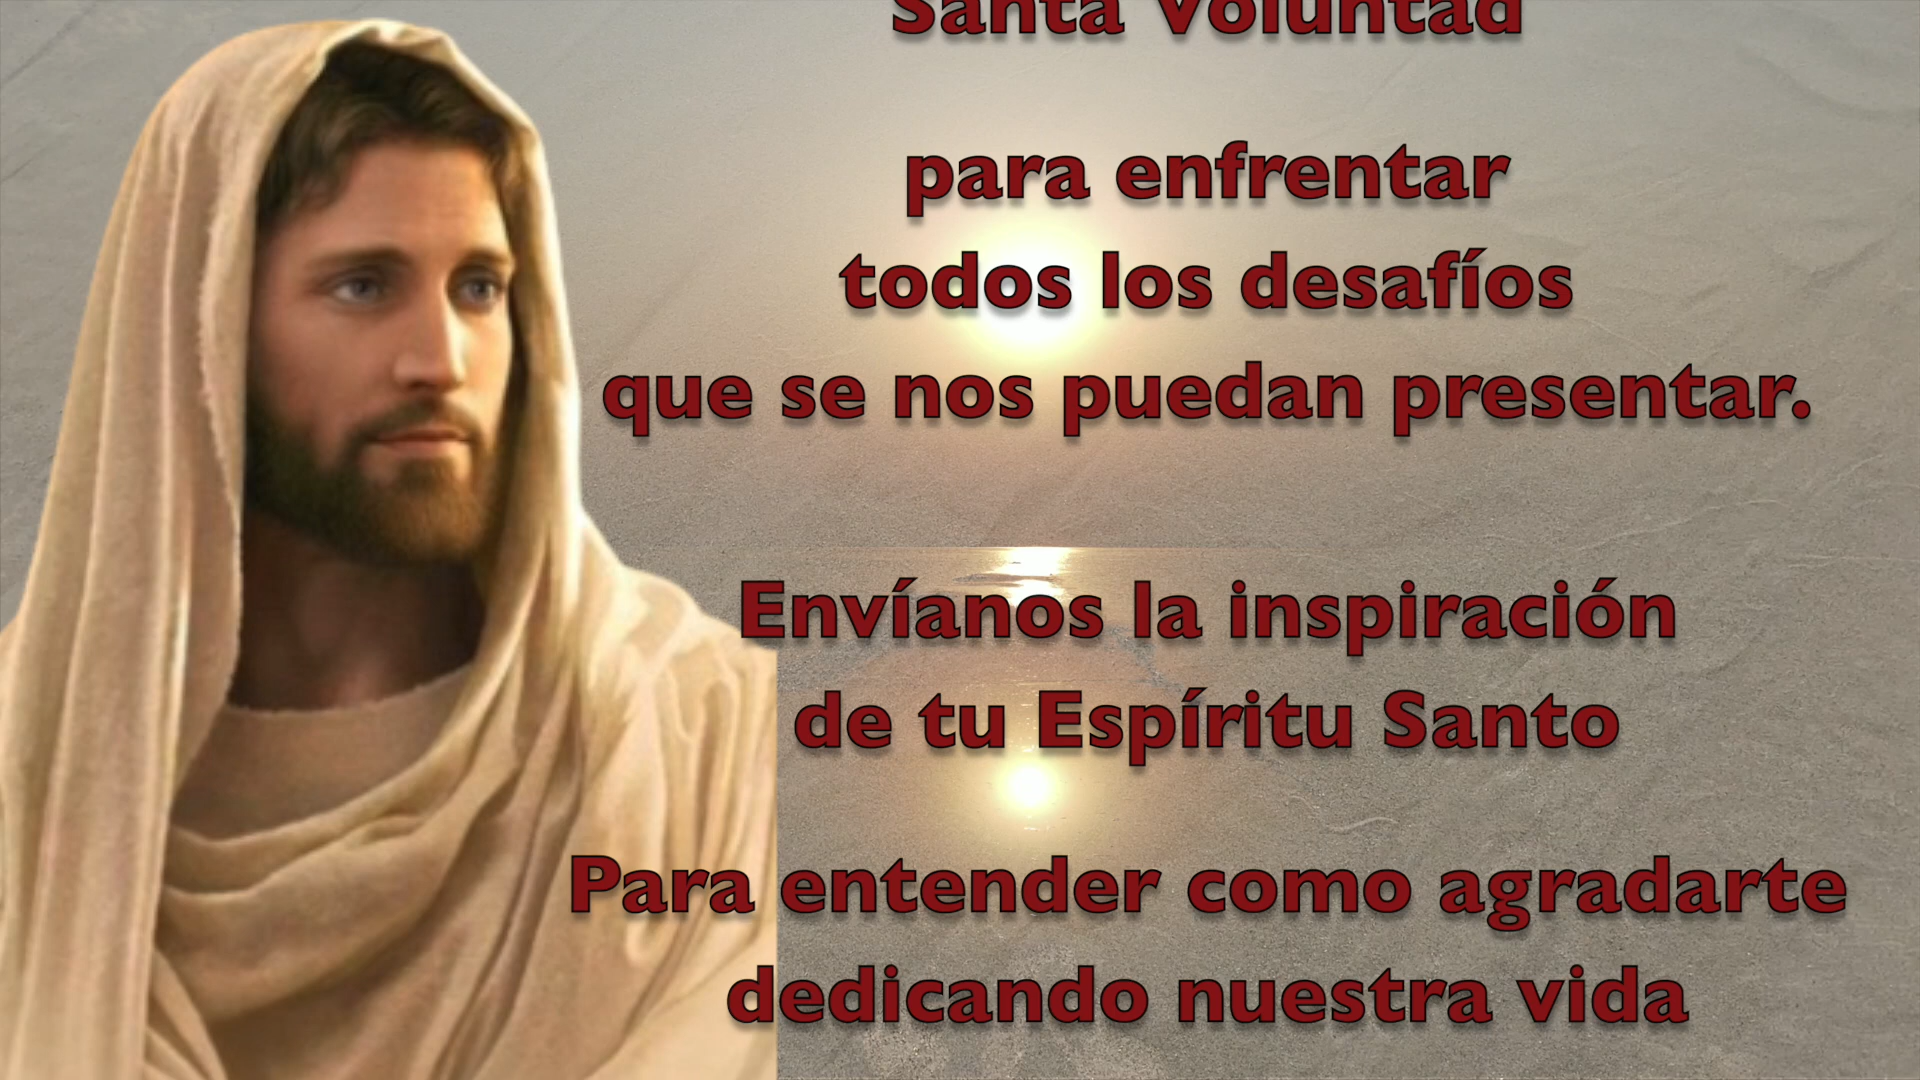 Santa Voluntad
para enfrentar
todos los desafíos
que se nos puedan presentar.
Envíanos la inspiración
de tu Espíritu Santo
Para entender como agradarte
dedicando nuestra vida